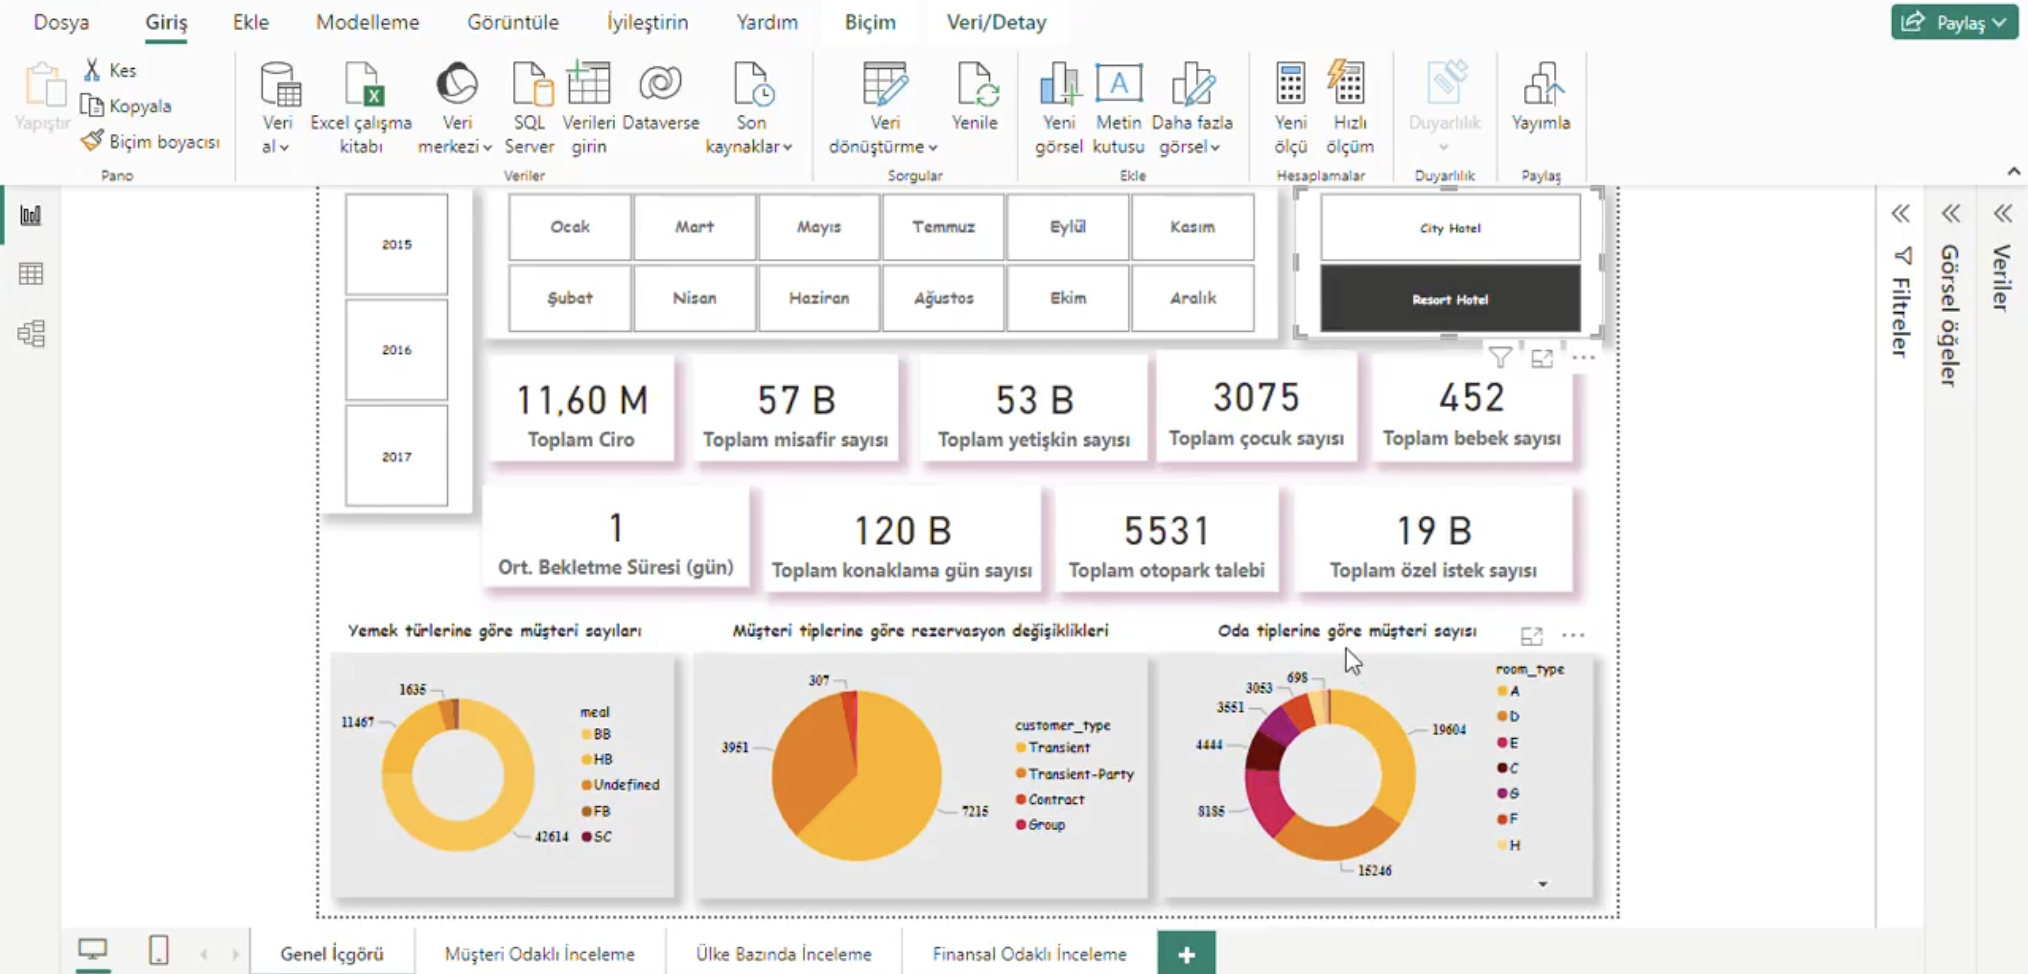 Dosya Giriş Ekle Modelleme Görüntüle İyileştirin Yardım Biçim Veri/Detay Paylaş
Yapıştır
Kes
Kopyala
Biçim boyacısı
Pano
Veri al
Excel çalışma kitabı
Veri merkezi
SQL Server
Verileri girin
Dataverse
Son kaynaklar
Veriler
Veri dönüştürme
Yenile
Sorgular
Yeni görsel
Metin kutusu
Daha fazla görsel
Ekle
Yeni ölçü
Hızlı ölçüm
Hesaplamalar
Duyarlılık
Duyarlılık
Yayımla
Paylaş
2015
2016
2017
Ocak Mart Mayıs Temmuz Eylül Kasım
Şubat Nisan Haziran Ağustos Ekim Aralık
City Hotel
Resort Hotel
Filtreler
Görsel öğeler
Veriler
11,60 M
Toplam Ciro
57 B
Toplam misafir sayısı
53 B
Toplam yetişkin sayısı
3075
Toplam çocuk sayısı
452
Toplam bebek sayısı
1
Ort. Bekletme Süresi (gün)
120 B
Toplam konaklama gün sayısı
5531
Toplam otopark talebi
19 B
Toplam özel istek sayısı
Yemek türlerine göre müşteri sayıları
1635
11467
42614
meal
BB
HB
Undefined
FB
SC
Müşteri tiplerine göre rezervasyon değişiklikleri
307
3951
7215
customer_type
Transient
Transient-Party
Contract
Group
Oda tiplerine göre müşteri sayısı
698
3053
3551
4444
8185
15246
19604
room_type
A
D
E
C
G
F
H
Genel İçgörü Müşteri Odaklı İnceleme Ülke Bazında İnceleme Finansal Odaklı İnceleme